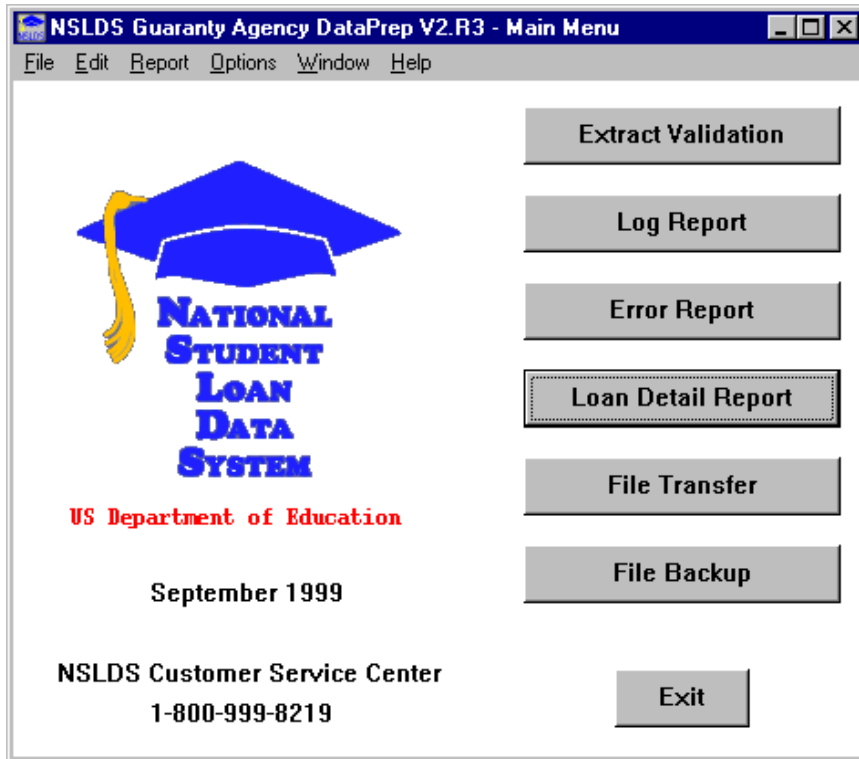 NSLDS Guaranty Agency DataPrep V2.R3 - Main Menu
File Edit Report Options Window Help
Extract Validation
Log Report
Error Report
Loan Detail Report
File Transfer
File Backup
Exit
NATIONAL
STUDENT
LOAN
DATA
SYSTEM
US Department of Education
September 1999
NSLDS Customer Service Center
1-800-999-8219